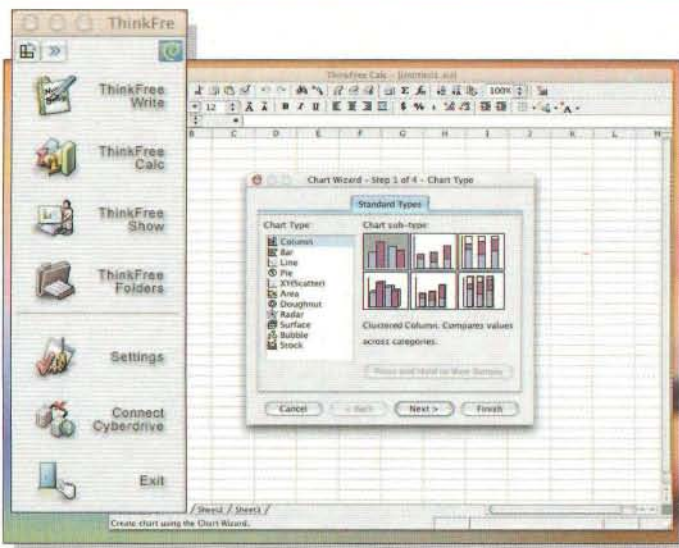 ThinkFre
ThinkFree
Write
ThinkFree
Calc
ThinkFree
Show
ThinkFree
Folders
Settings
Connect
Cyberdrive
Exit
12
B I U
$ %
100%
B C D E F G H I J K L M
Chart Wizard – Step 1 of 4 – Chart Type
Standard Types
Chart Type:
Column
Bar
Line
Pie
XY(Scatter)
Area
Doughnut
Radar
Surface
Bubble
Stock
Chart sub-type:
Clustered Column. Compares values
across categories.
Press and Hold to View Sample
Cancel
< Back
Next >
Finish
Create chart using the Chart Wizard.